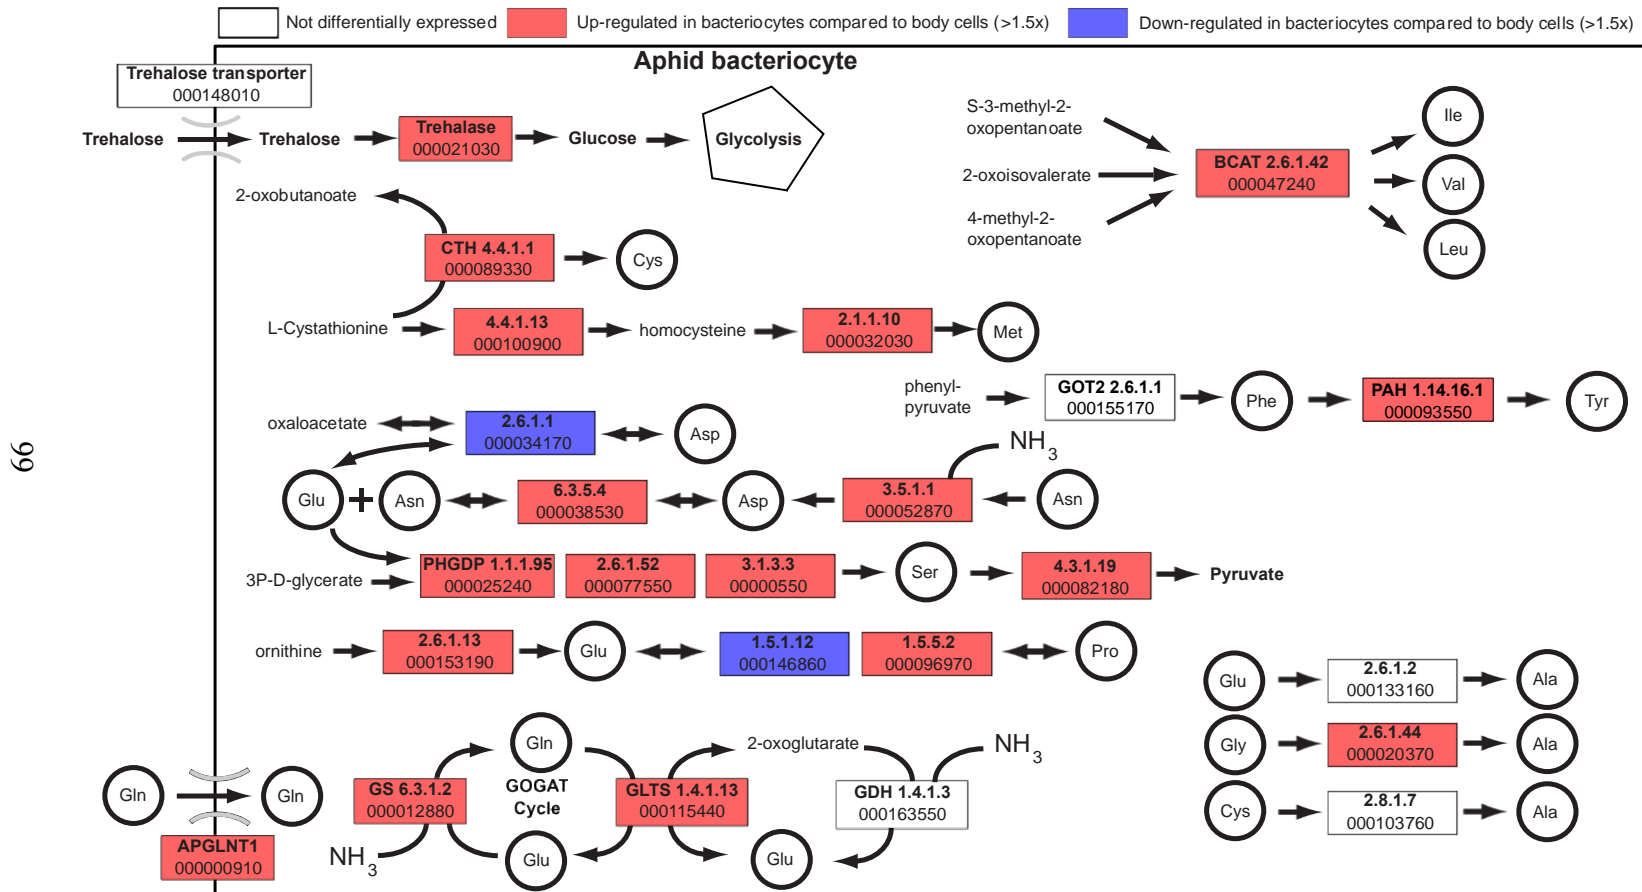 Not differentially expressed
Up-regulated in bacteriocytes compared to body cells (>1.5x)
Down-regulated in bacteriocytes compared to body cells (>1.5x)
Aphid bacteriocyte
Trehalose transporter
000148010
Trehalose
Trehalose
Trehalase
000021030
Glucose
Glycolysis
S-3-methyl-2-
oxopentanoate
2-oxoisovalerate
4-methyl-2-
oxopentanoate
BCAT 2.6.1.42
000047240
Ile
Val
Leu
2-oxobutanoate
CTH 4.4.1.1
000089330
Cys
L-Cystathionine
4.4.1.13
000100900
homocysteine
2.1.1.10
000032030
Met
phenyl-
pyruvate
GOT2 2.6.1.1
000155170
Phe
PAH 1.14.16.1
000093550
Tyr
oxaloacetate
2.6.1.1
000034170
Asp
NH3
Glu
+
Asn
6.3.5.4
000038530
Asp
3.5.1.1
000052870
Asn
66
3P-D-glycerate
PHGDP 1.1.1.95
000025240
2.6.1.52
000077550
3.1.3.3
00000550
Ser
4.3.1.19
000082180
Pyruvate
ornithine
2.6.1.13
000153190
Glu
1.5.1.12
000146860
1.5.5.2
000096970
Pro
Glu
2.6.1.2
000133160
Ala
Gly
2.6.1.44
000020370
Ala
Cys
2.8.1.7
000103760
Ala
Gln
Gln
APGLNT1
000000910
GS 6.3.1.2
000012880
NH3
Gln
GOGAT
Cycle
Glu
GLTS 1.4.1.13
000115440
2-oxoglutarate
Glu
GDH 1.4.1.3
000163550
NH3